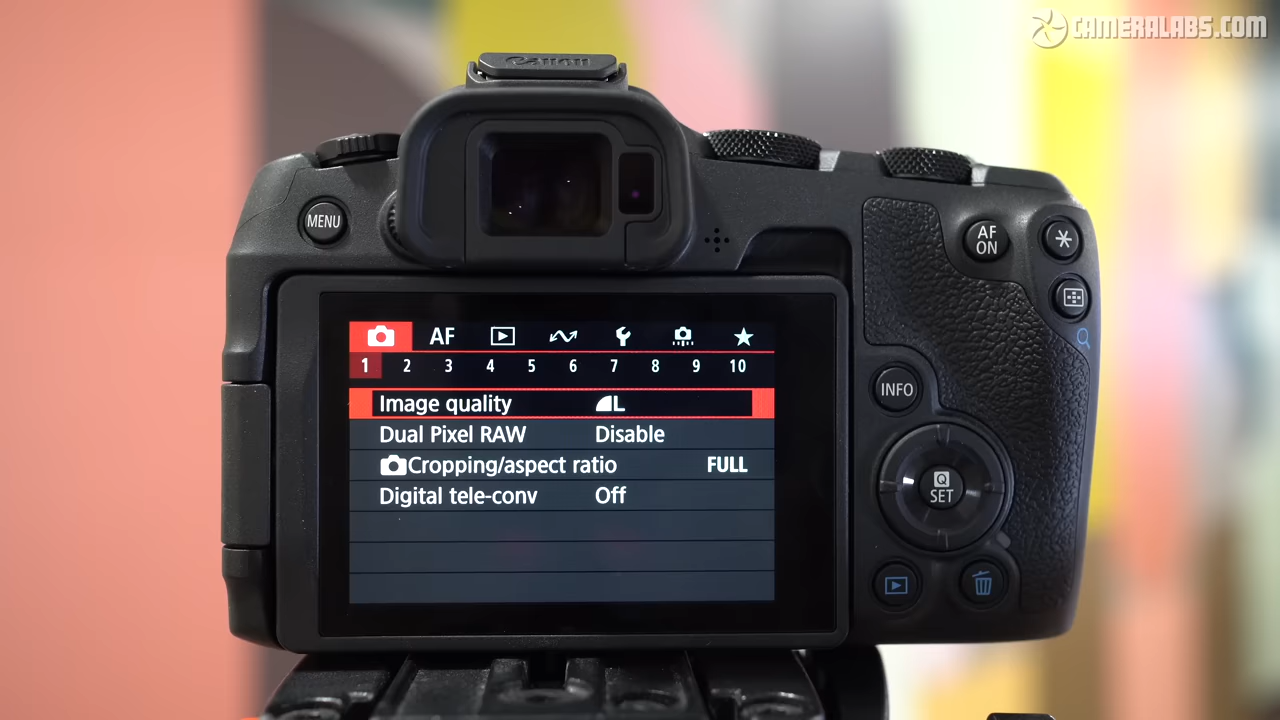 CAMERALABS.COM
Canon
MENU
AF
ON
AF
1 2 3 4 5 6 7 8 9 10
Image quality L
Dual Pixel RAW Disable
Cropping/aspect ratio FULL
Digital tele-conv Off
INFO
Q
SET